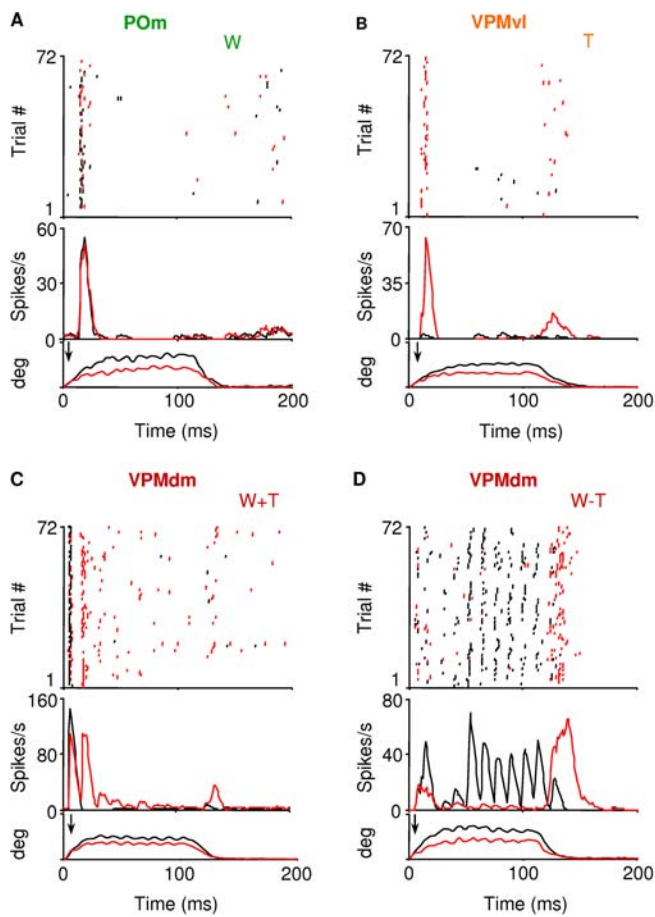 A
POm
W
72
Trial #
1
60
Spikes/s
30
0
deg
0 100 200
Time (ms)
B
VPMvl
T
72
Trial #
1
70
Spikes/s
35
0
deg
0 100 200
Time (ms)
C
VPMdm
W+T
72
Trial #
1
160
Spikes/s
80
0
deg
0 100 200
Time (ms)
D
VPMdm
W-T
72
Trial #
1
80
Spikes/s
40
0
deg
0 100 200
Time (ms)